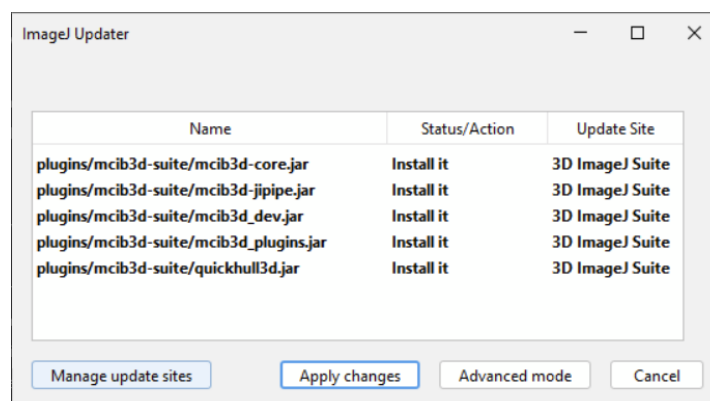 ImageJ Updater
Name Status/Action Update Site
plugins/mcib3d-suite/mcib3d-core.jar Install it 3D ImageJ Suite
plugins/mcib3d-suite/mcib3d-jipipe.jar Install it 3D ImageJ Suite
plugins/mcib3d-suite/mcib3d_dev.jar Install it 3D ImageJ Suite
plugins/mcib3d-suite/mcib3d_plugins.jar Install it 3D ImageJ Suite
plugins/mcib3d-suite/quickhull3d.jar Install it 3D ImageJ Suite
Manage update sites Apply changes Advanced mode Cancel